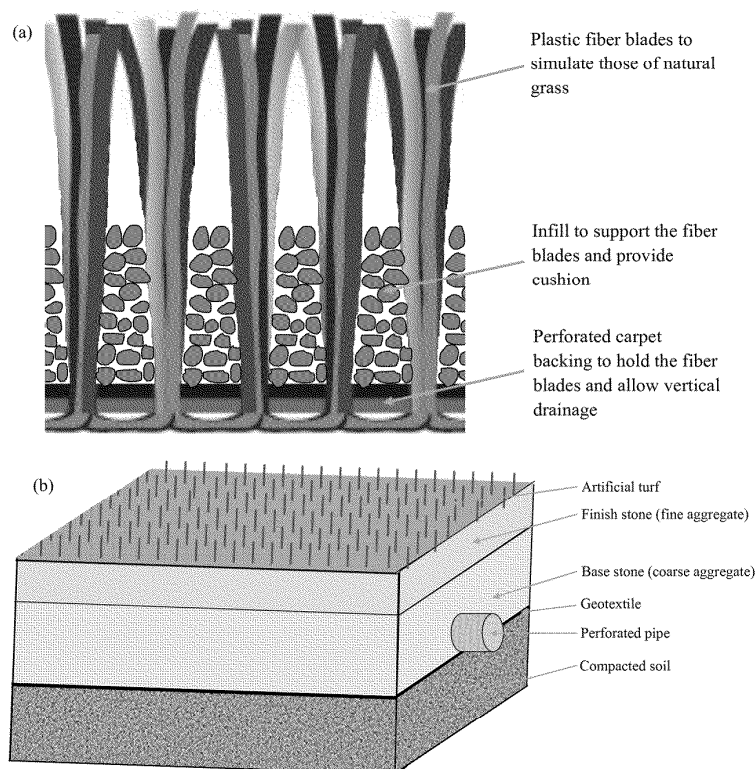 (a)
Plastic fiber blades to
simulate those of natural
grass
Infill to support the fiber
blades and provide
cushion
Perforated carpet
backing to hold the fiber
blades and allow vertical
drainage
(b)
Artificial turf
Finish stone (fine aggregate)
Base stone (coarse aggregate)
Geotextile
Perforated pipe
Compacted soil